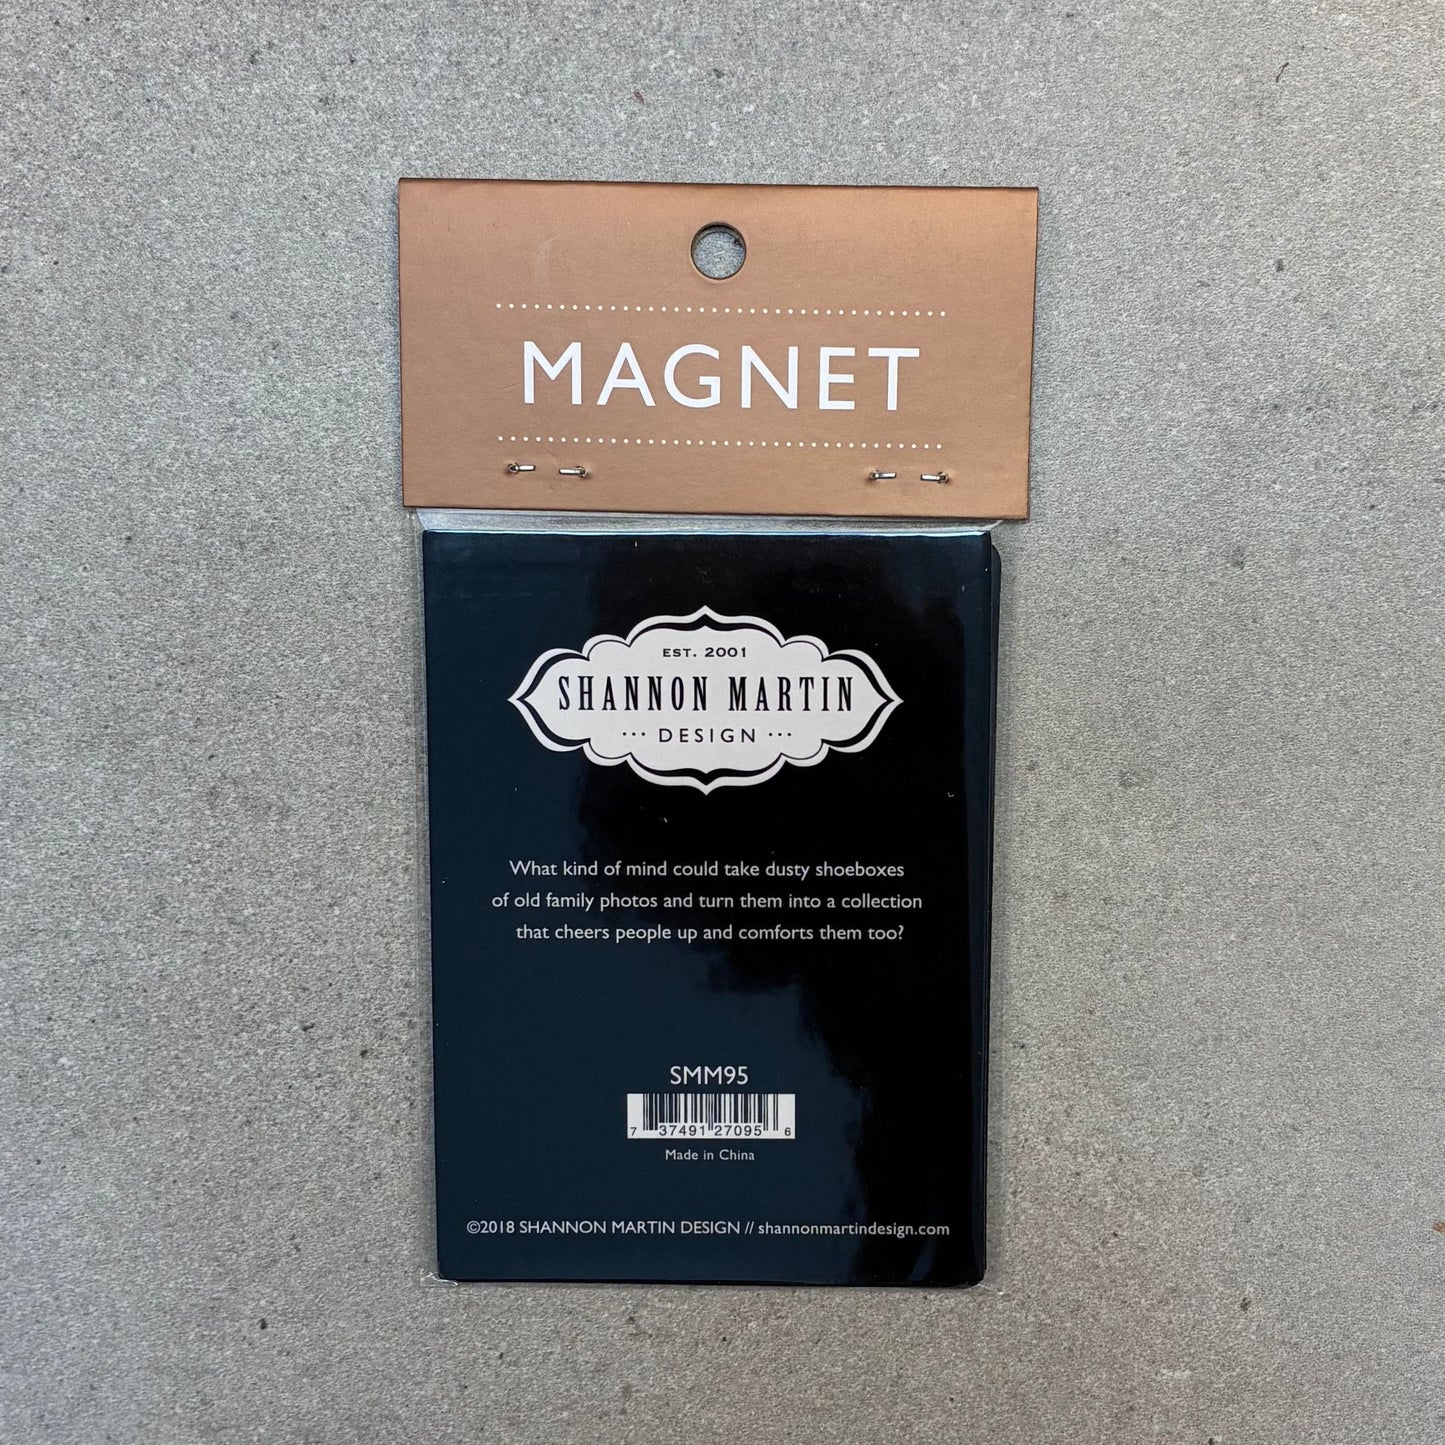 MAGNET
EST. 2001
SHANNON MARTIN
··· DESIGN ···
What kind of mind could take dusty shoeboxes
of old family photos and turn them into a collection
that cheers people up and comforts them too?
SMM95
7 37491 27095 6
Made in China
©2018 SHANNON MARTIN DESIGN // shannonmartindesign.com